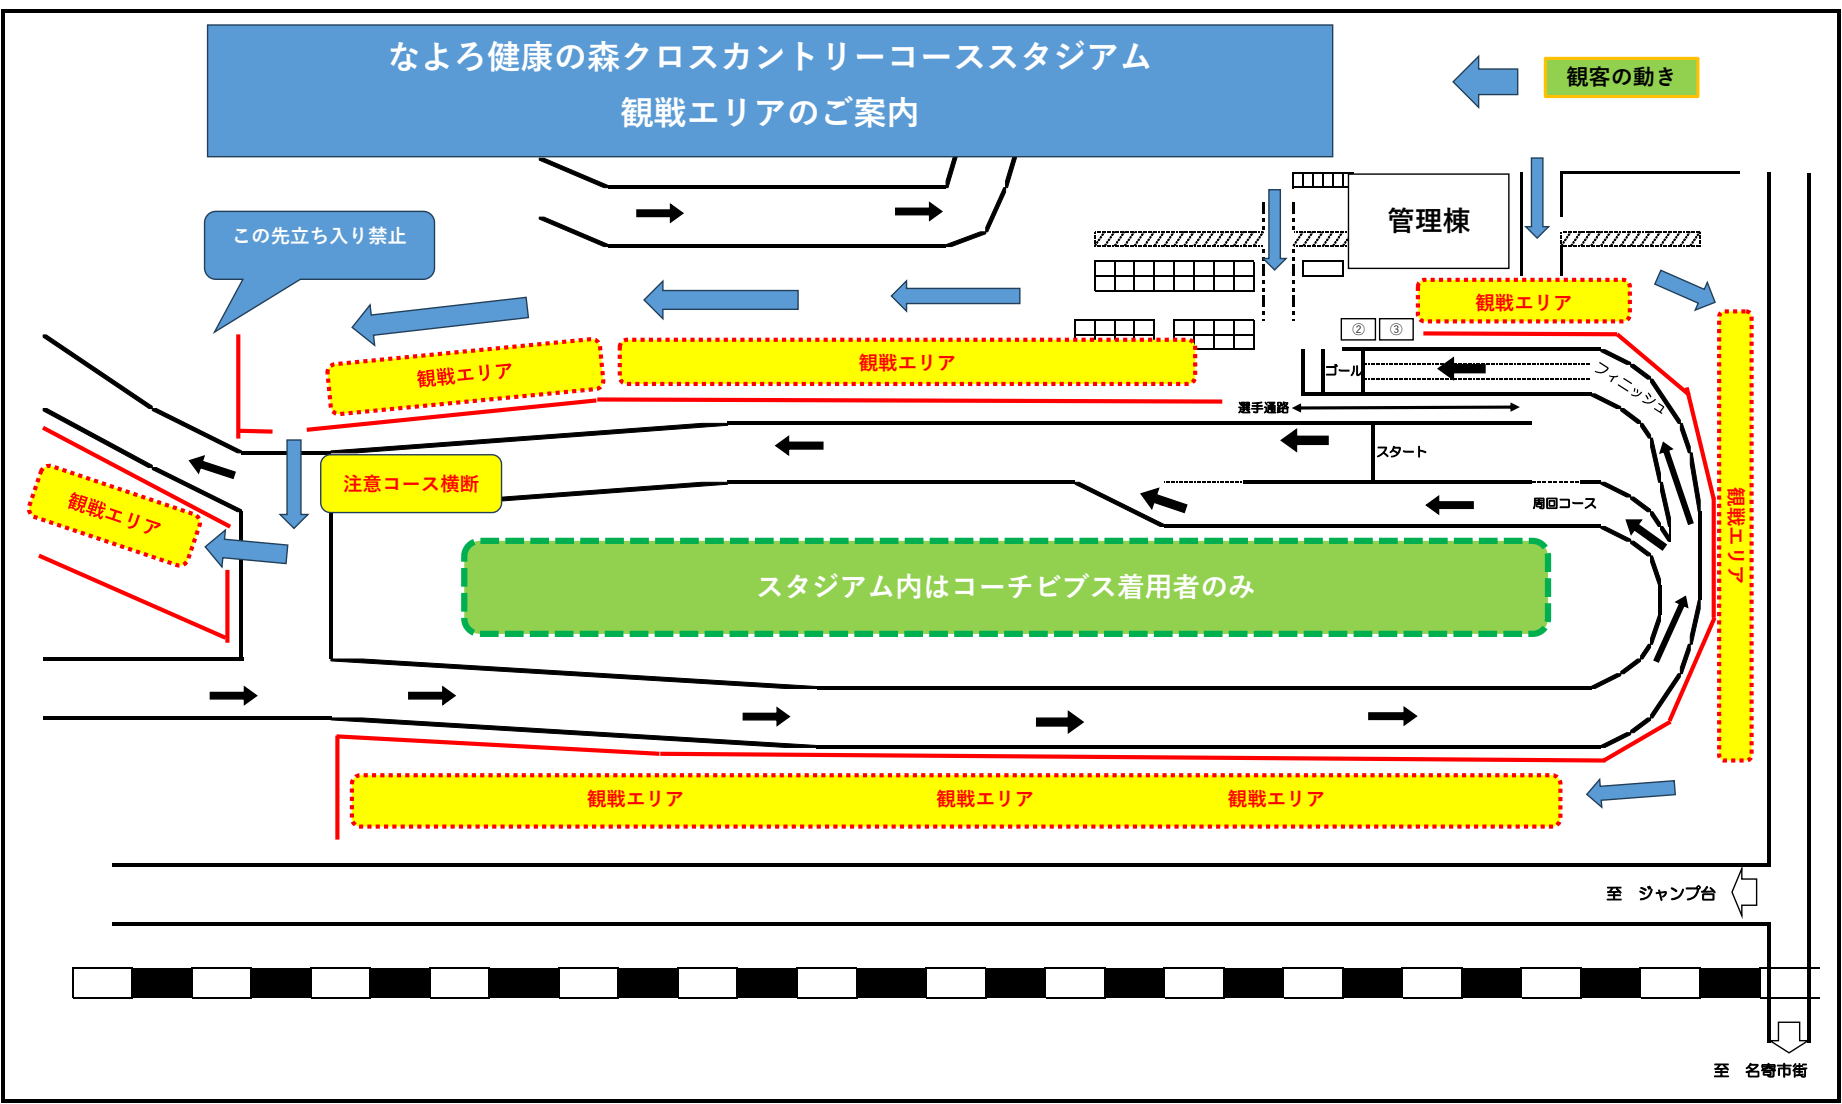 なよろ健康の森クロスカントリーコーススタジアム
観戦エリアのご案内
観客の動き
管理棟
この先立ち入り禁止
観戦エリア
② ③
観戦エリア
観戦エリア
ゴール
フィニッシュ
選手通路
スタート
注意コース横断
観戦エリア
周回コース
観戦エリア
スタジアム内はコーチビブス着用者のみ
観戦エリア 観戦エリア 観戦エリア
至 ジャンプ台
至 名寄市街